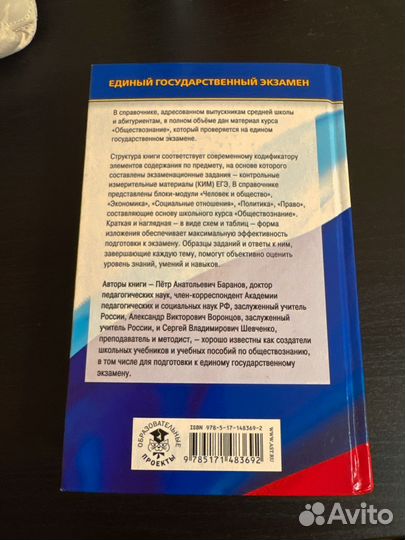 ЕДИНЫЙ ГОСУДАРСТВЕННЫЙ ЭКЗАМЕН
В справочнике, адресованном выпускникам средней школы
и абитуриентам, в полном объёме дан материал курса
«Обществознание», который проверяется на едином
государственном экзамене.
Структура книги соответствует современному кодификатору
элементов содержания по предмету, на основе которого
составлены экзаменационные задания – контрольные
измерительные материалы (КИМ) ЕГЭ. В справочнике
представлены блоки-модули «Человек и общество»,
«Экономика», «Социальные отношения», "Политика", «Право»,
составляющие основу школьного курса «Обществознание».
Краткая и наглядная – в виде схем и таблиц – форма
изложения обеспечивает максимальную эффективность
подготовки к экзамену. Образцы заданий и ответы к ним,
завершающие каждую тему, помогут объективно оценить
уровень знаний, умений и навыков.
Авторы книги – Пётр Анатольевич Баранов, доктор
педагогических наук, член-корреспондент Академии
педагогических и социальных наук РФ, заслуженный учитель
России, Александр Викторович Воронцов, заслуженный
учитель России, и Сергей Владимирович Шевченко,
преподаватель и методист, – хорошо известны как создатели
школьных учебников и учебных пособий по обществознанию,
в том числе для подготовки к единому государственному
экзамену.
ОБРАЗОВАТЕЛЬНЫЕ
ПРОЕКТЫ
ISBN 978-5-17-148369-2
9 785171 483692
WWW.AST.RU
Avito